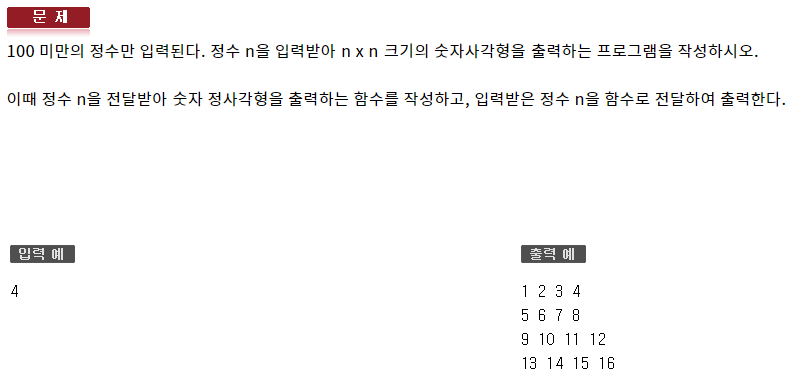 문 제
100 미만의 정수만 입력된다. 정수 n을 입력받아 n x n 크기의 숫자사각형을 출력하는 프로그램을 작성하시오.
이때 정수 n을 전달받아 숫자 정사각형을 출력하는 함수를 작성하고, 입력받은 정수 n을 함수로 전달하여 출력한다.
입력 예
4
출력 예
1 2 3 4
5 6 7 8
9 10 11 12
13 14 15 16